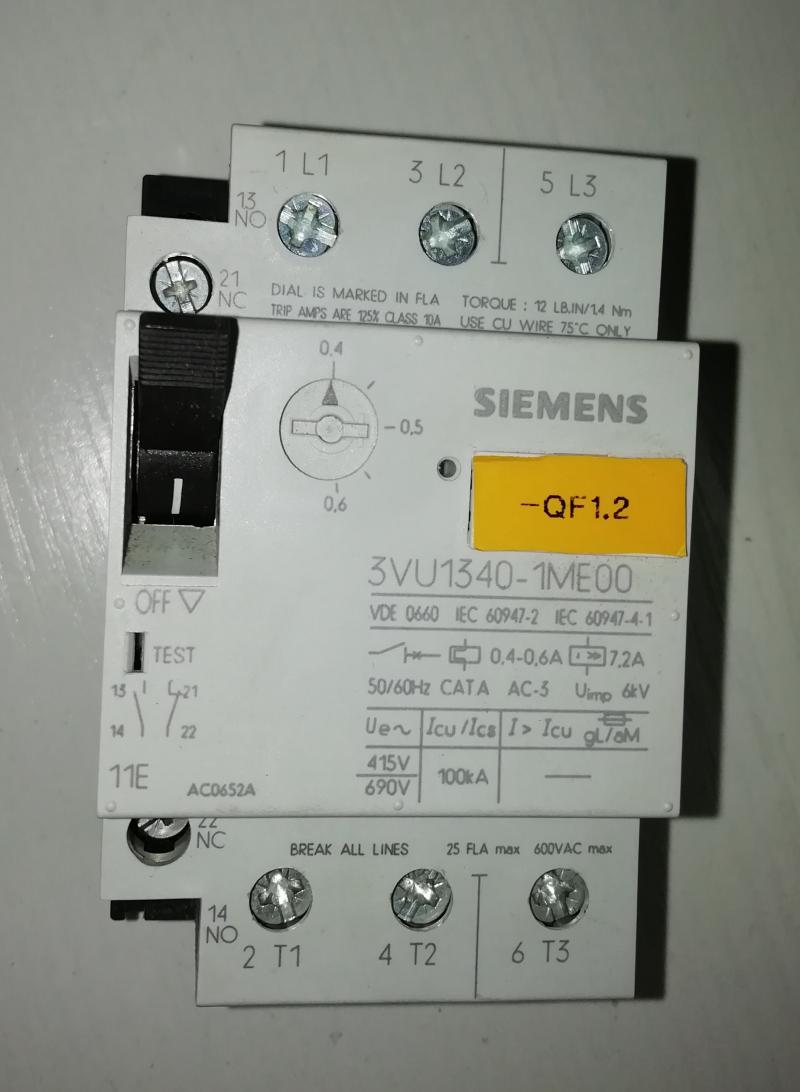 1 L1
3 L2
5 L3
13
NO
21
NC
DIAL IS MARKED IN FLA
TRIP AMPS ARE 125% CLASS 10A
TORQUE : 12 LB.IN/1.4 Nm
USE CU WIRE 75°C ONLY
0.4
0.5
0,6
SIEMENS
-QF1.2
I
3VU1340-1ME00
VDE 0660 IEC 60947-2 IEC 60947-4-1
0,4-0,6A I >> 7,2A
50/60Hz CAT A AC-3 Uimp 6kV
Ue~ Icu/Ics I> Icu gL/aM
415V
690V
100kA
OFF ▽
TEST
13 21
14 22
11E
AC0652A
22
NC
BREAK ALL LINES 25 FLA max 600VAC max
14
NO
2 T1
4 T2
6 T3